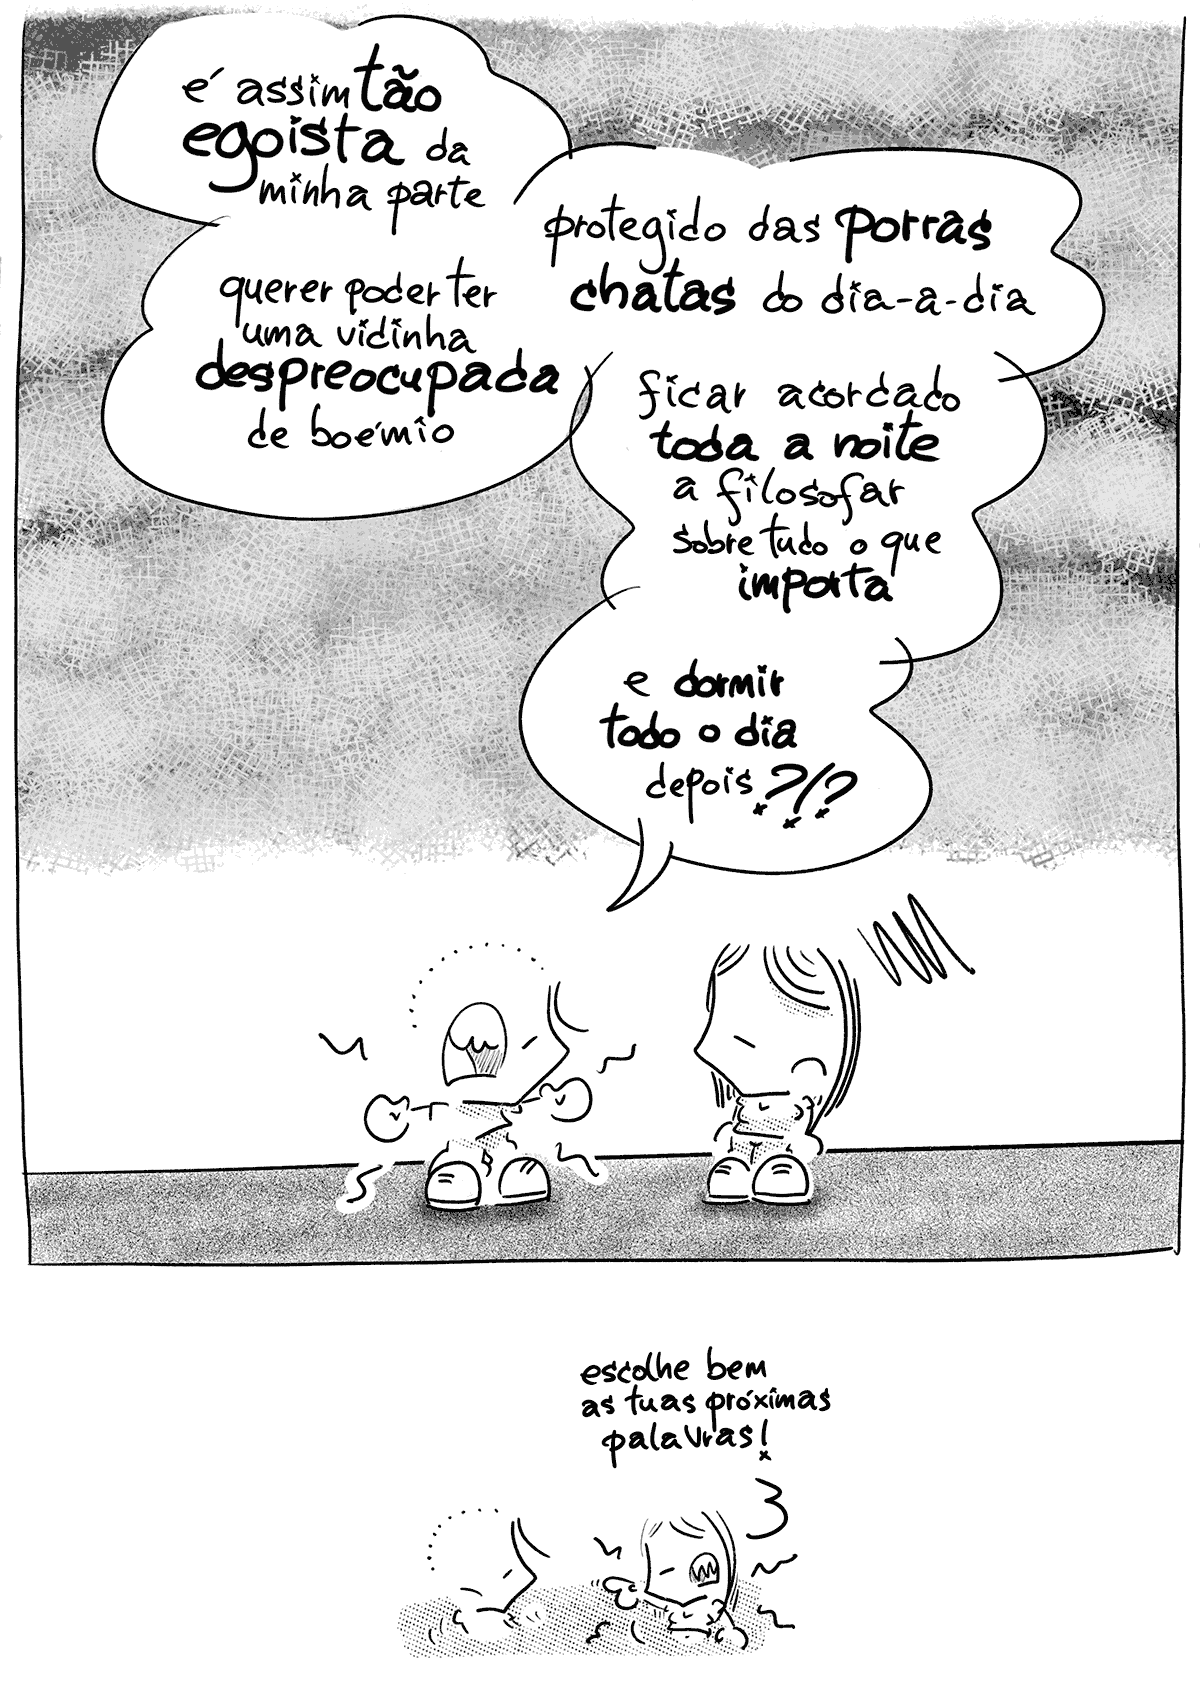 é assim tão
egoista da
minha parte
querer poder ter
uma vidinha
despreocupada
de boémio
protegido das porras
chatas do dia-a-dia
ficar acordado
toda a noite
a filosofar
sobre tudo o que
importa
e dormir
todo o dia
depois ?!?
escolhe bem
as tuas próximas
palavras!